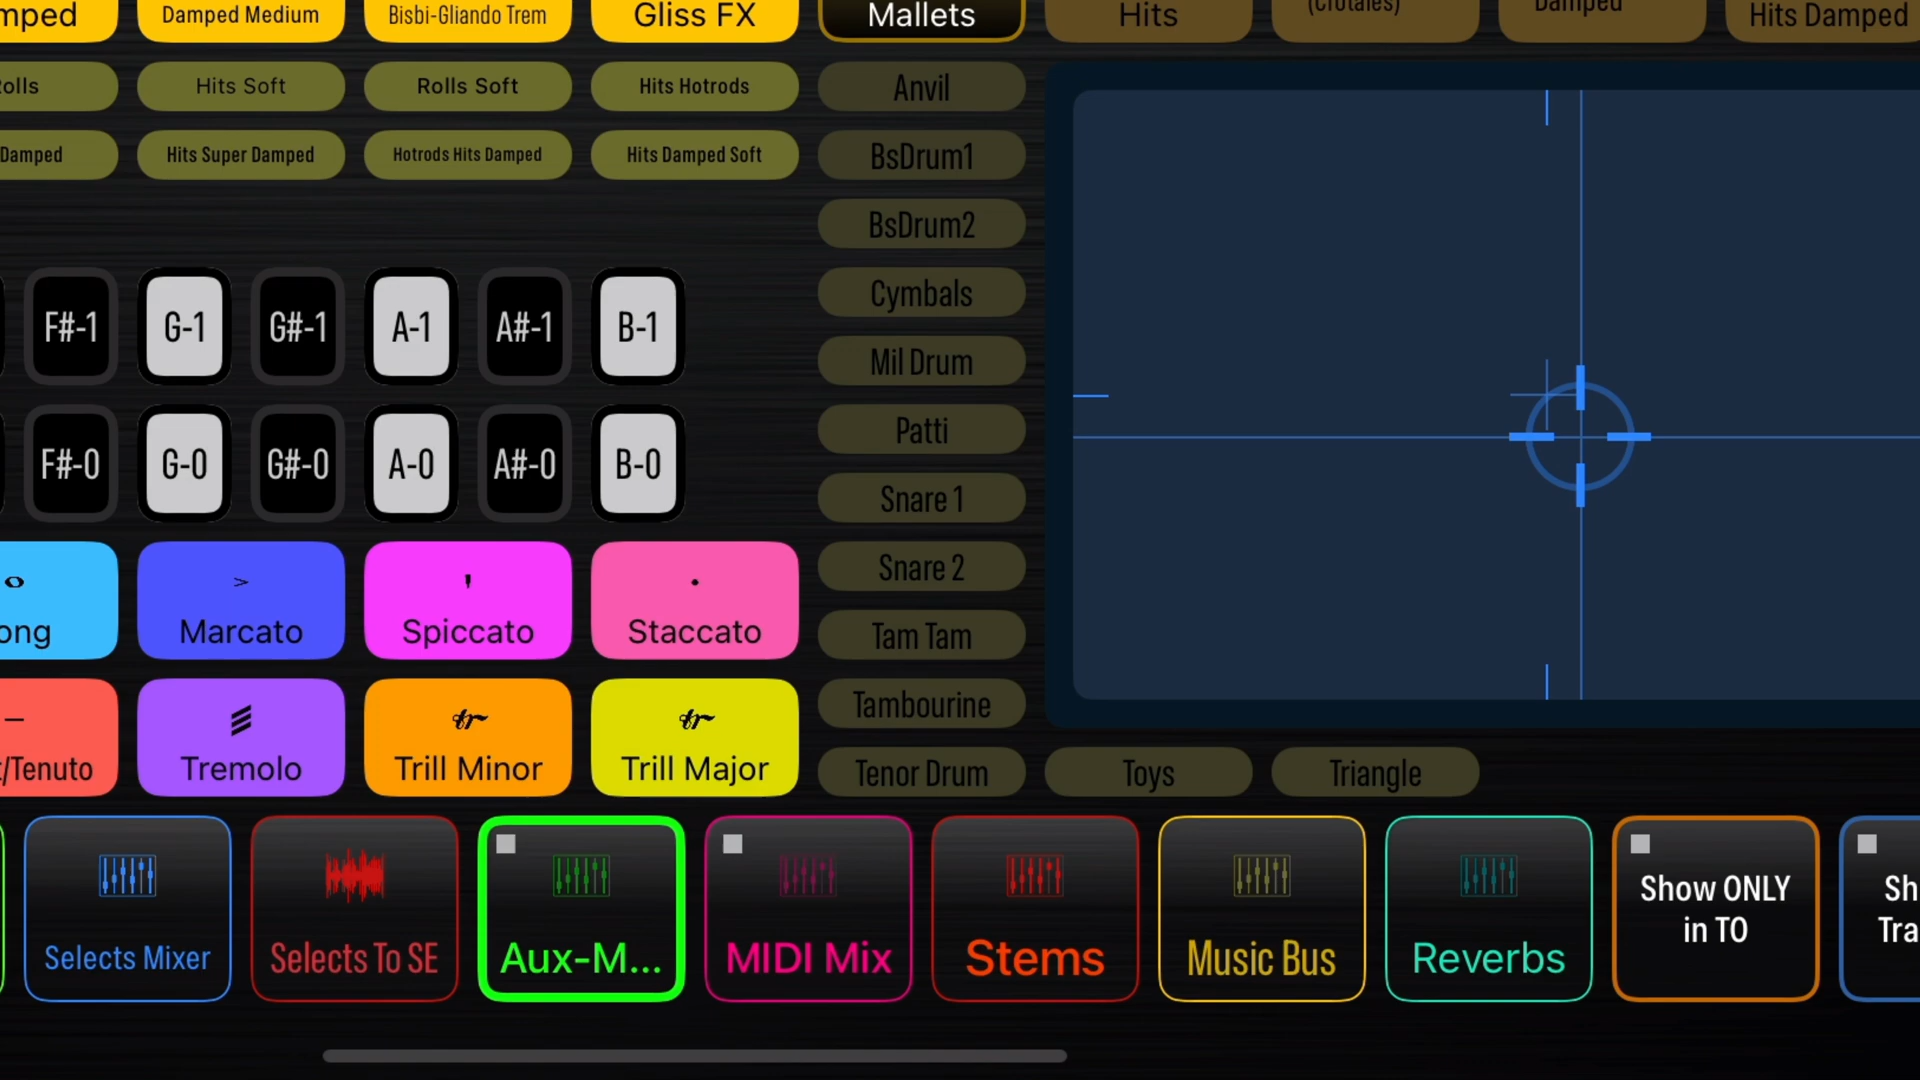 mped
Damped Medium
Bisbi-Gliando Trem
Gliss FX
Mallets
Hits
(Crotales)
Damped
Hits Damped
Rolls
Hits Soft
Rolls Soft
Hits Hotrods
Anvil
Damped
Hits Super Damped
Hotrods Hits Damped
Hits Damped Soft
BsDrum1
BsDrum2
Cymbals
F#-1
G-1
G#-1
A-1
A#-1
B-1
Mil Drum
Patti
F#-0
G-0
G#-0
A-0
A#-0
B-0
Snare 1
Snare 2
ong
Marcato
Spiccato
Staccato
Tam Tam
Tambourine
t/Tenuto
Tremolo
tr
Trill Minor
tr
Trill Major
Tenor Drum
Toys
Triangle
Selects Mixer
Selects To SE
Aux-M...
MIDI Mix
Stems
Music Bus
Reverbs
Show ONLY
in TO
Sh
Tra